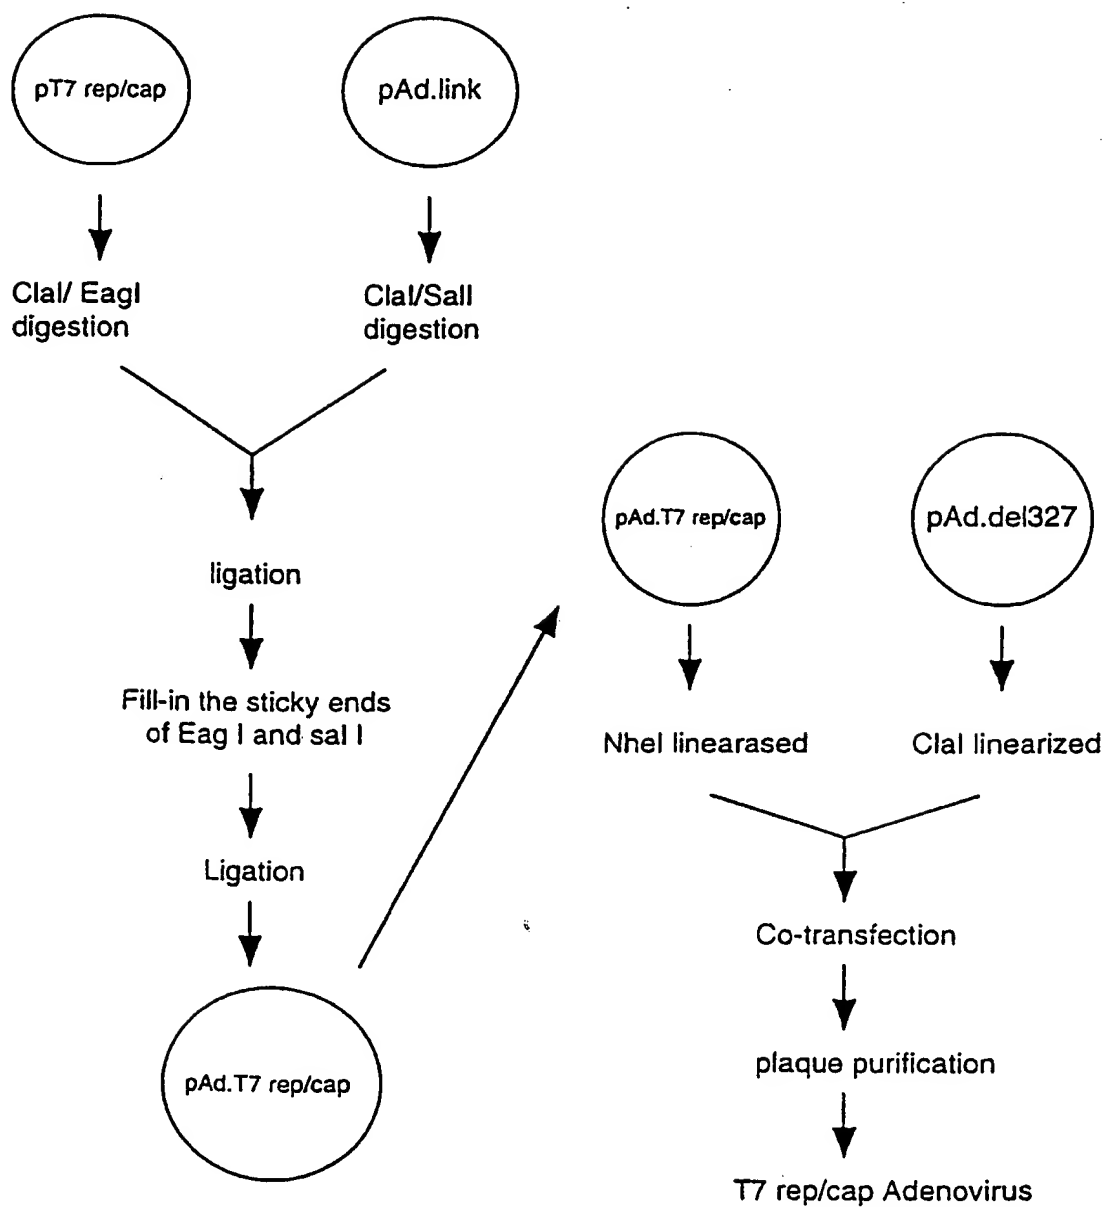 pT7 rep/cap
pAd.link
ClaI/ EagI
digestion
ClaI/SalI
digestion
ligation
Fill-in the sticky ends
of Eag I and sal I
Ligation
pAd.T7 rep/cap
pAd.T7 rep/cap
pAd.del327
NheI linearased
ClaI linearized
Co-transfection
plaque purification
T7 rep/cap Adenovirus